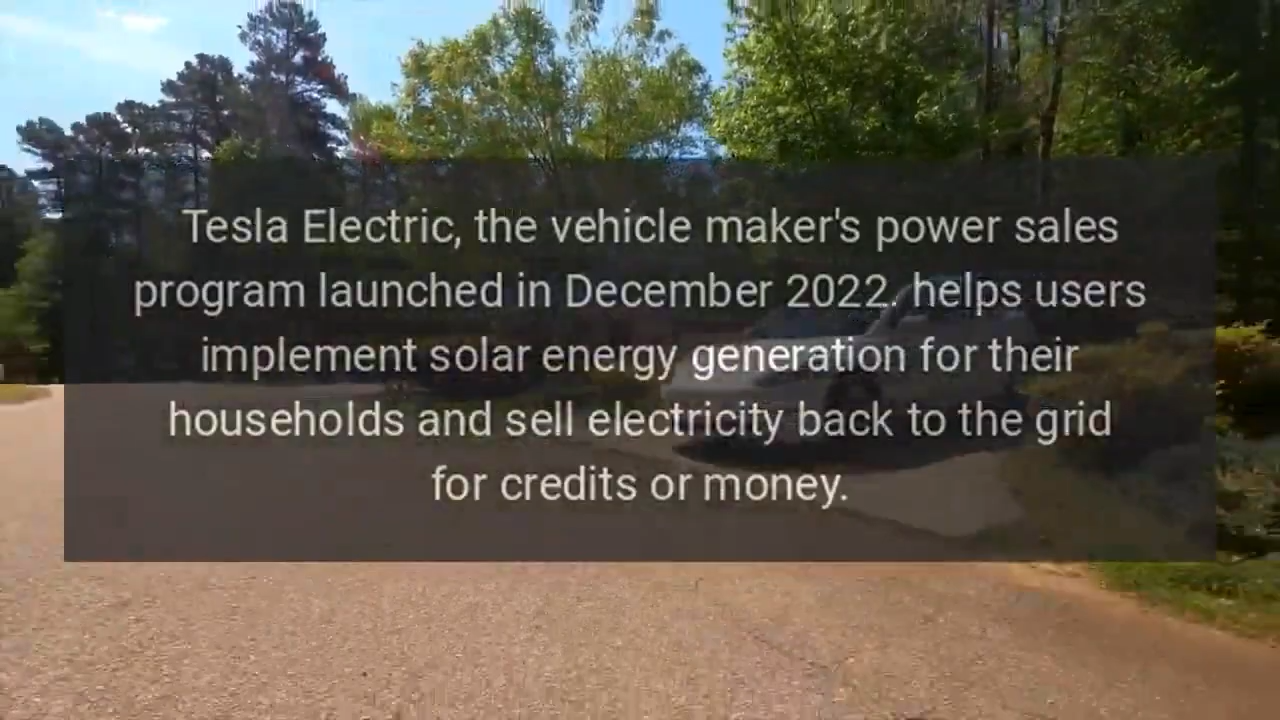 Tesla Electric, the vehicle maker's power sales
program launched in December 2022. helps users
implement solar energy generation for their
households and sell electricity back to the grid
for credits or money.